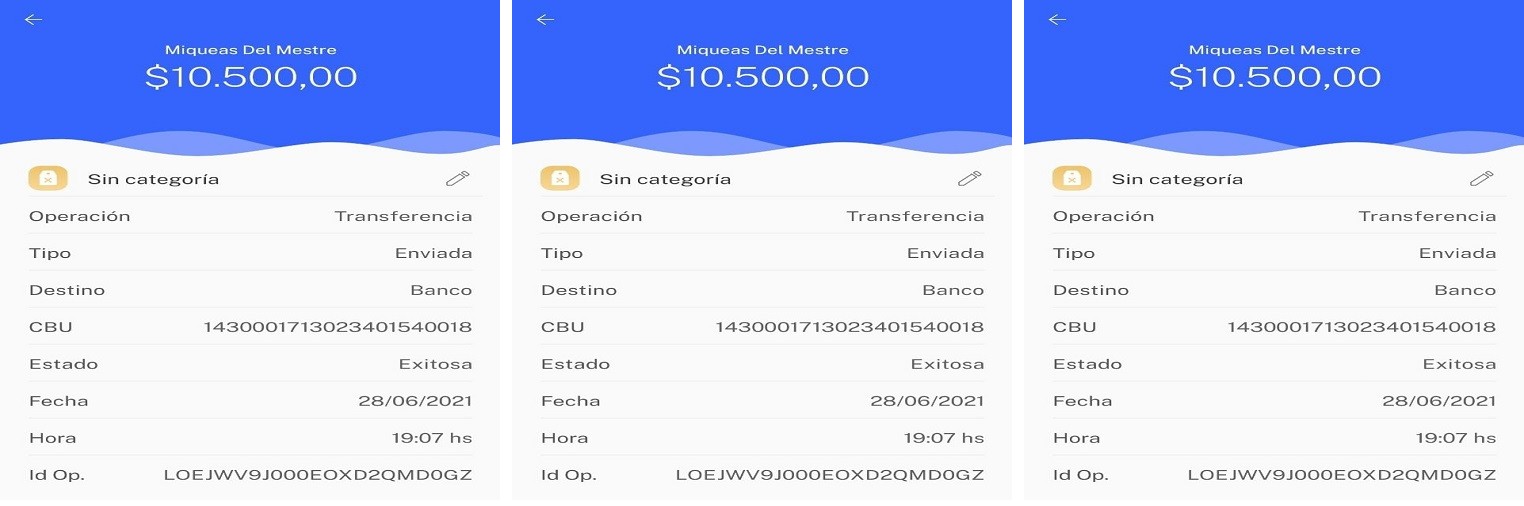 Miqueas Del Mestre
$10.500,00
Sin categoría
Operación Transferencia
Tipo Enviada
Destino Banco
CBU 1430001713023401540018
Estado Exitosa
Fecha 28/06/2021
Hora 19:07 hs
Id Op. LOEJWV9J000EOXD2QMD0GZ
Miqueas Del Mestre
$10.500,00
Sin categoría
Operación Transferencia
Tipo Enviada
Destino Banco
CBU 1430001713023401540018
Estado Exitosa
Fecha 28/06/2021
Hora 19:07 hs
Id Op. LOEJWV9J000EOXD2QMD0GZ
Miqueas Del Mestre
$10.500,00
Sin categoría
Operación Transferencia
Tipo Enviada
Destino Banco
CBU 1430001713023401540018
Estado Exitosa
Fecha 28/06/2021
Hora 19:07 hs
Id Op. LOEJWV9J000EOXD2QMD0GZ